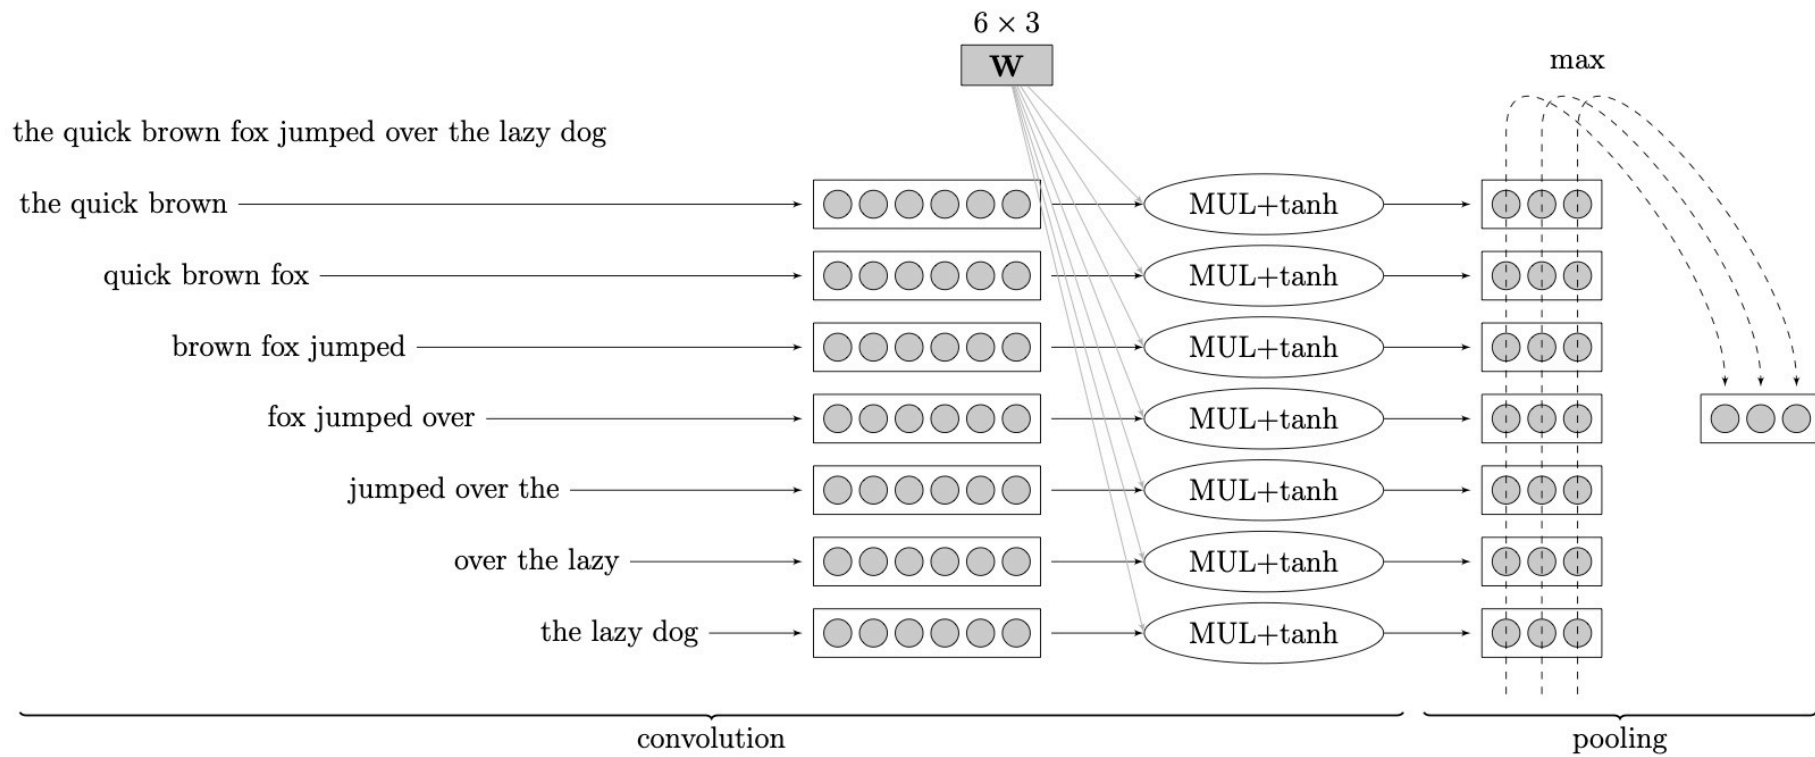 6 × 3
W
max
the quick brown fox jumped over the lazy dog
the quick brown
MUL+tanh
quick brown fox
MUL+tanh
brown fox jumped
MUL+tanh
fox jumped over
MUL+tanh
jumped over the
MUL+tanh
over the lazy
MUL+tanh
the lazy dog
MUL+tanh
convolution
pooling